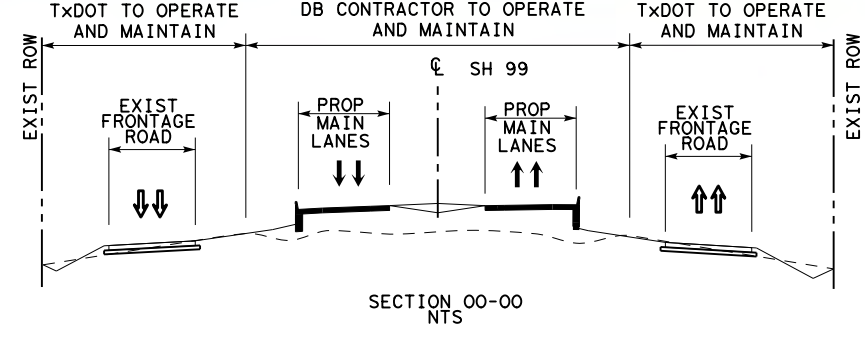 TxDOT TO OPERATE
AND MAINTAIN
DB CONTRACTOR TO OPERATE
AND MAINTAIN
TxDOT TO OPERATE
AND MAINTAIN
EXIST ROW
℄ SH 99
EXIST ROW
EXIST
FRONTAGE
ROAD
PROP
MAIN
LANES
PROP
MAIN
LANES
EXIST
FRONTAGE
ROAD
SECTION 00-00
NTS